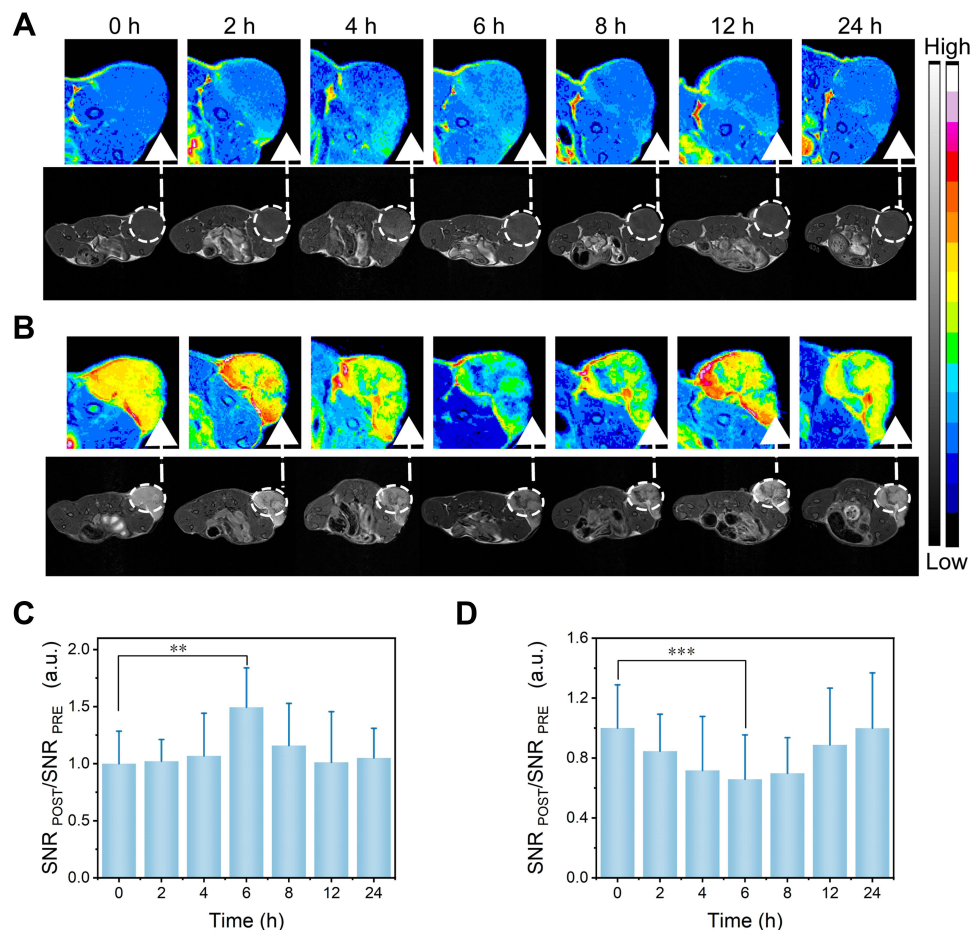 A
0 h 2 h 4 h 6 h 8 h 12 h 24 h
High
B
Low
C
SNR POST/SNR PRE (a.u.)
2.0
1.5
1.0
0.5
0.0
**
0 2 4 6 8 12 24
Time (h)
D
SNR POST/SNR PRE (a.u.)
1.6
1.2
0.8
0.4
0.0
***
0 2 4 6 8 12 24
Time (h)